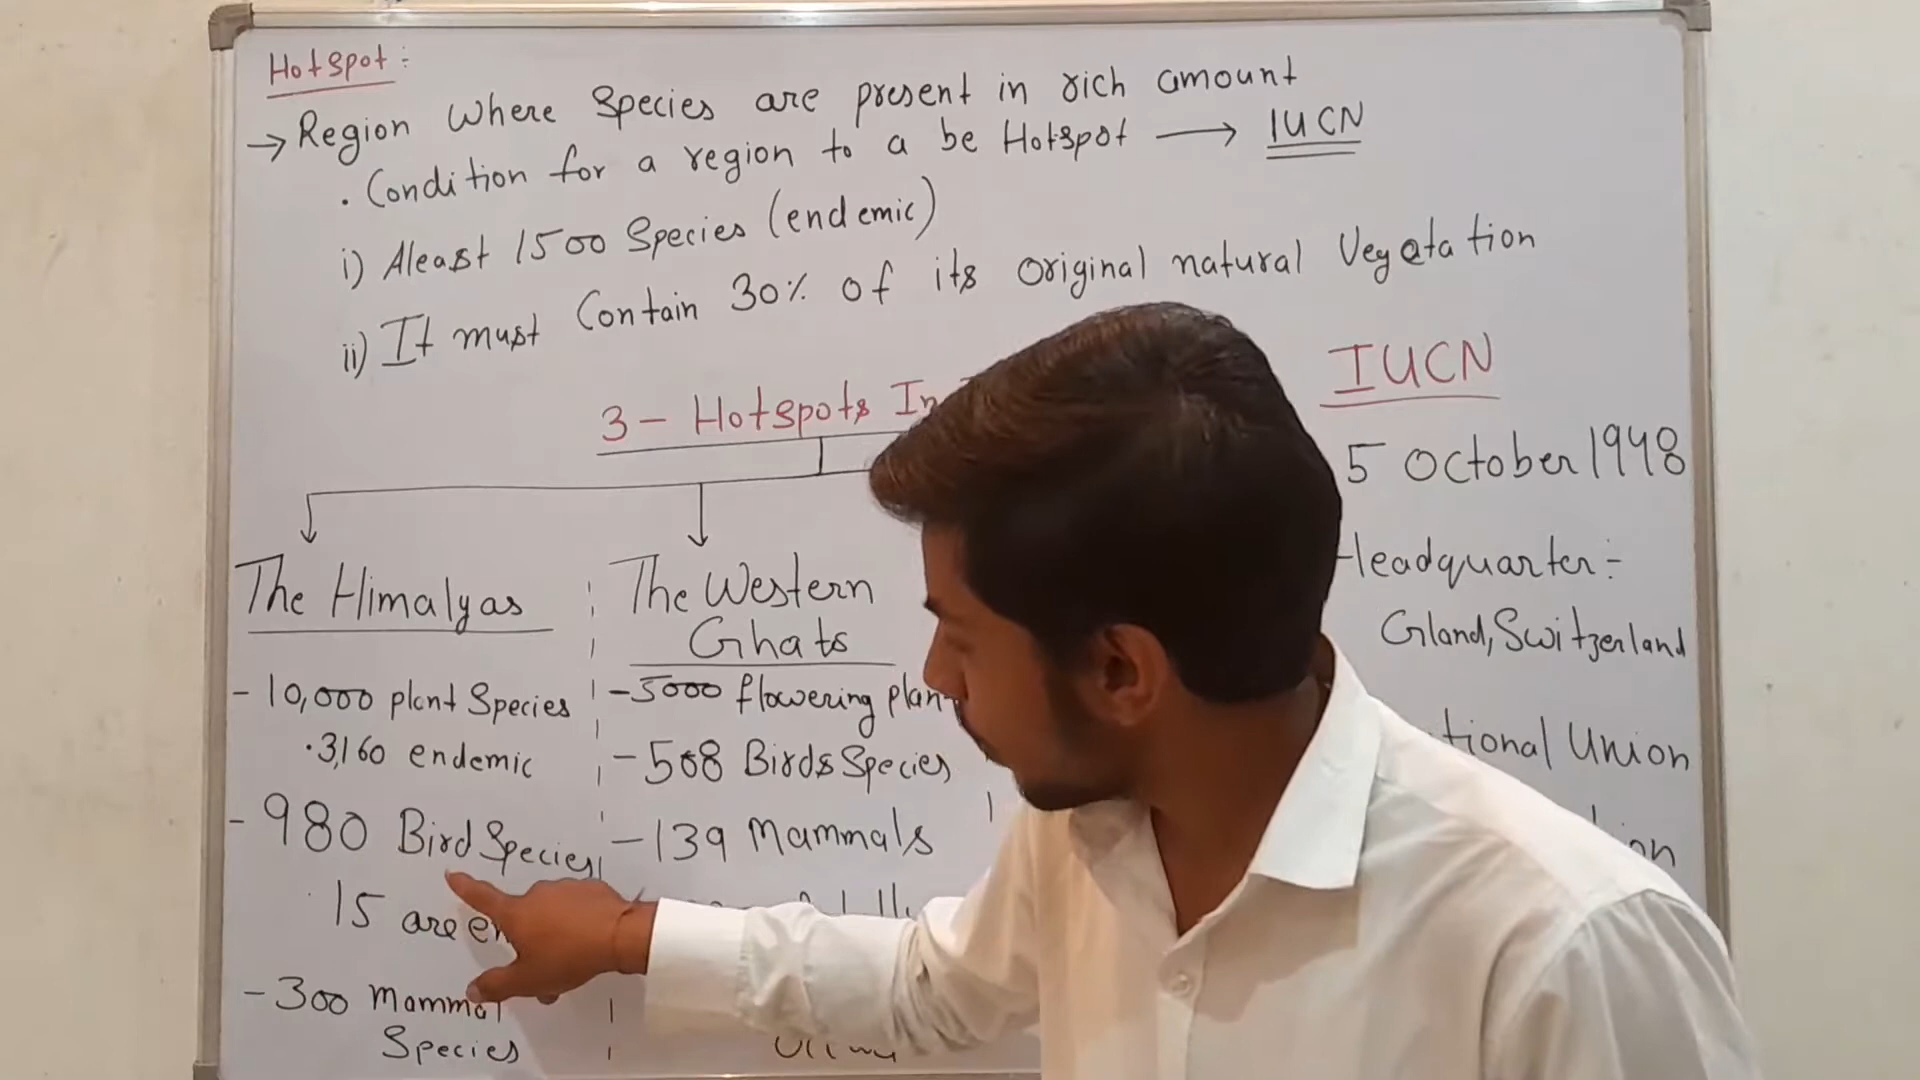 Hotspot:
→ Region where species are present in rich amount
. Condition for a region to a be Hotspot → IUCN
i) Aleast 1500 Species (endemic)
ii) It must Contain 30% of its original natural Vegetation
3 - Hotspots In
The Himalyas
- 10,000 plant Species
. 3,160 endemic
- 980 Bird Species
15 are
- 300 Mammal
Species
The Western
Ghats
- 5000 flowering plan
- 508 Birds Species
- 139 Mammals
IUCN
5 October 1948
Headquarter:-
Gland, Switzerland
tional Union
on